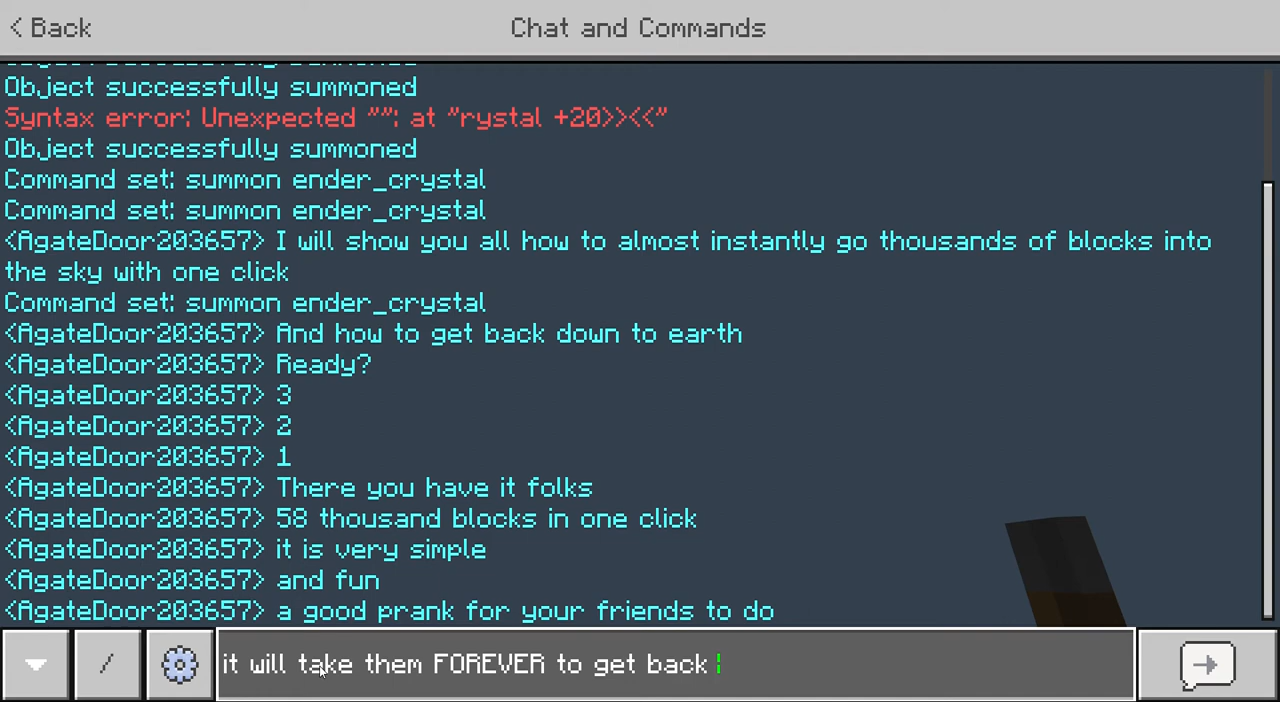 < Back
Chat and Commands
Object successfully summoned
Object successfully summoned
Syntax error: Unexpected "": at "rystal +20>><<"
Object successfully summoned
Command set: summon ender_crystal
Command set: summon ender_crystal
<AgateDoor203657> I will show you all how to almost instantly go thousands of blocks into
the sky with one click
Command set: summon ender_crystal
<AgateDoor203657> And how to get back down to earth
<AgateDoor203657> Ready?
<AgateDoor203657> 3
<AgateDoor203657> 2
<AgateDoor203657> 1
<AgateDoor203657> There you have it folks
<AgateDoor203657> 58 thousand blocks in one click
<AgateDoor203657> it is very simple
<AgateDoor203657> and fun
<AgateDoor203657> a good prank for your friends to do
/
it will take them FOREVER to get back